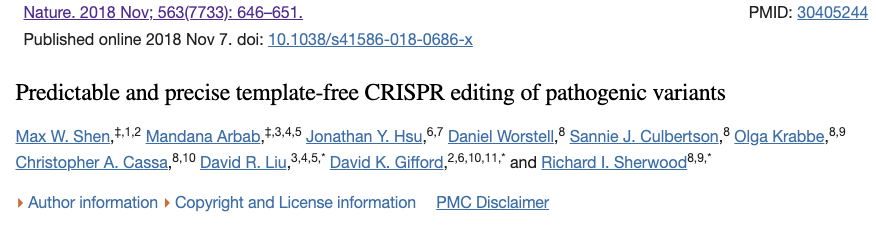 Nature. 2018 Nov; 563(7733): 646–651. PMID: 30405244
Published online 2018 Nov 7. doi: 10.1038/s41586-018-0686-x
Predictable and precise template-free CRISPR editing of pathogenic variants
Max W. Shen,‡,1,2 Mandana Arbab,‡,3,4,5 Jonathan Y. Hsu,6,7 Daniel Worstell,8 Sannie J. Culbertson,8 Olga Krabbe,8,9
Christopher A. Cassa,8,10 David R. Liu,3,4,5,* David K. Gifford,2,6,10,11,* and Richard I. Sherwood8,9,*
Author information Copyright and License information PMC Disclaimer